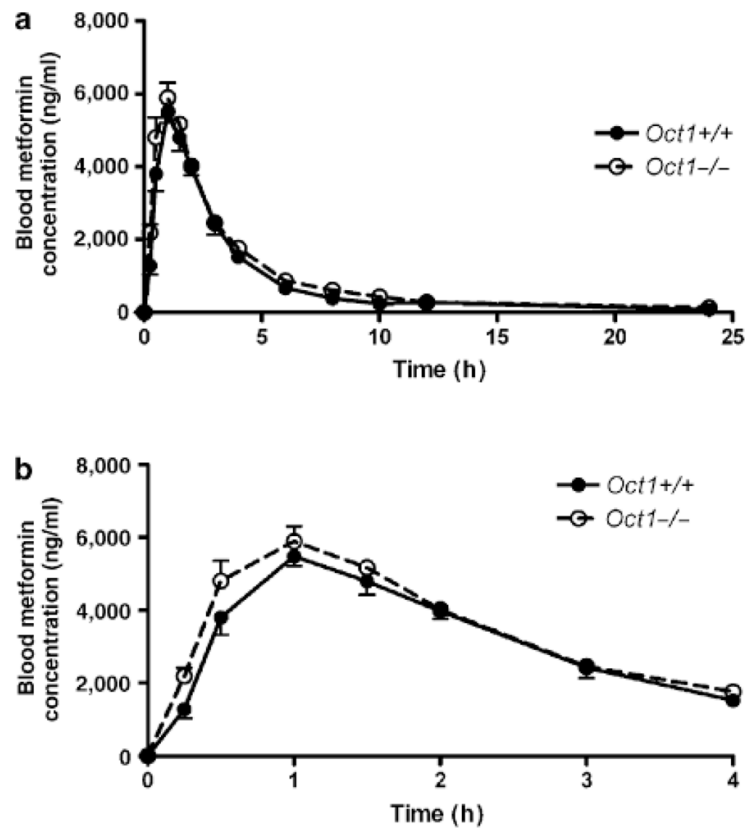 a
8,000
6,000
4,000
2,000
0
Blood metformin
concentration (ng/ml)
Oct1+/+
Oct1−/−
0 5 10 15 20 25
Time (h)
b
8,000
6,000
4,000
2,000
0
Blood metformin
concentration (ng/ml)
Oct1+/+
Oct1−/−
0 1 2 3 4
Time (h)